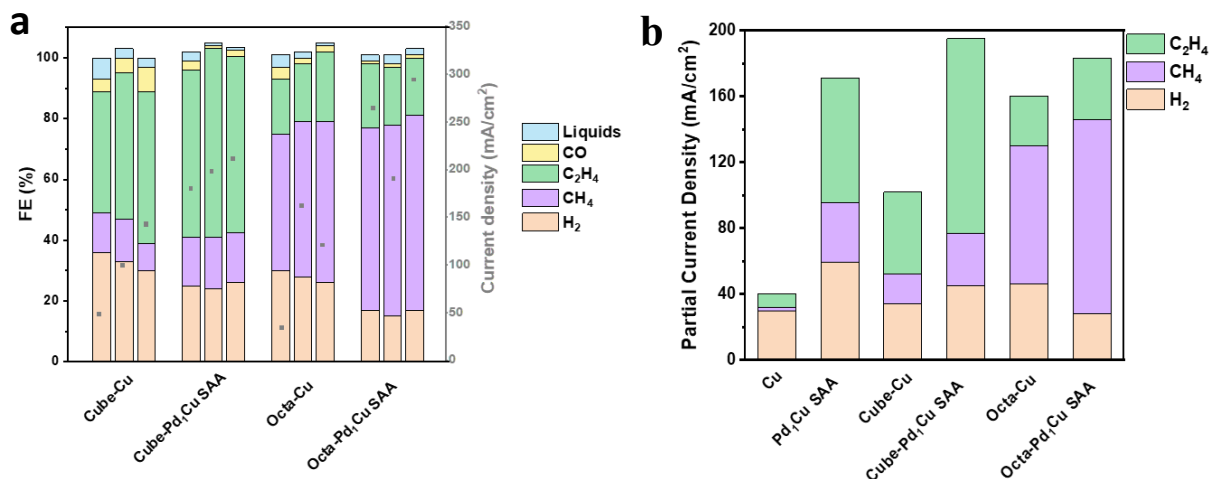 a
FE (%)
100
80
60
40
20
0
350
300
250
200
150
100
50
0
Current density (mA/cm²)
Cube-Cu
Cube-Pd₁Cu SAA
Octa-Cu
Octa-Pd₁Cu SAA
Liquids
CO
C₂H₄
CH₄
H₂
b
Partial Current Density (mA/cm²)
200
160
120
80
40
0
Cu
Pd₁Cu SAA
Cube-Cu
Cube-Pd₁Cu SAA
Octa-Cu
Octa-Pd₁Cu SAA
C₂H₄
CH₄
H₂